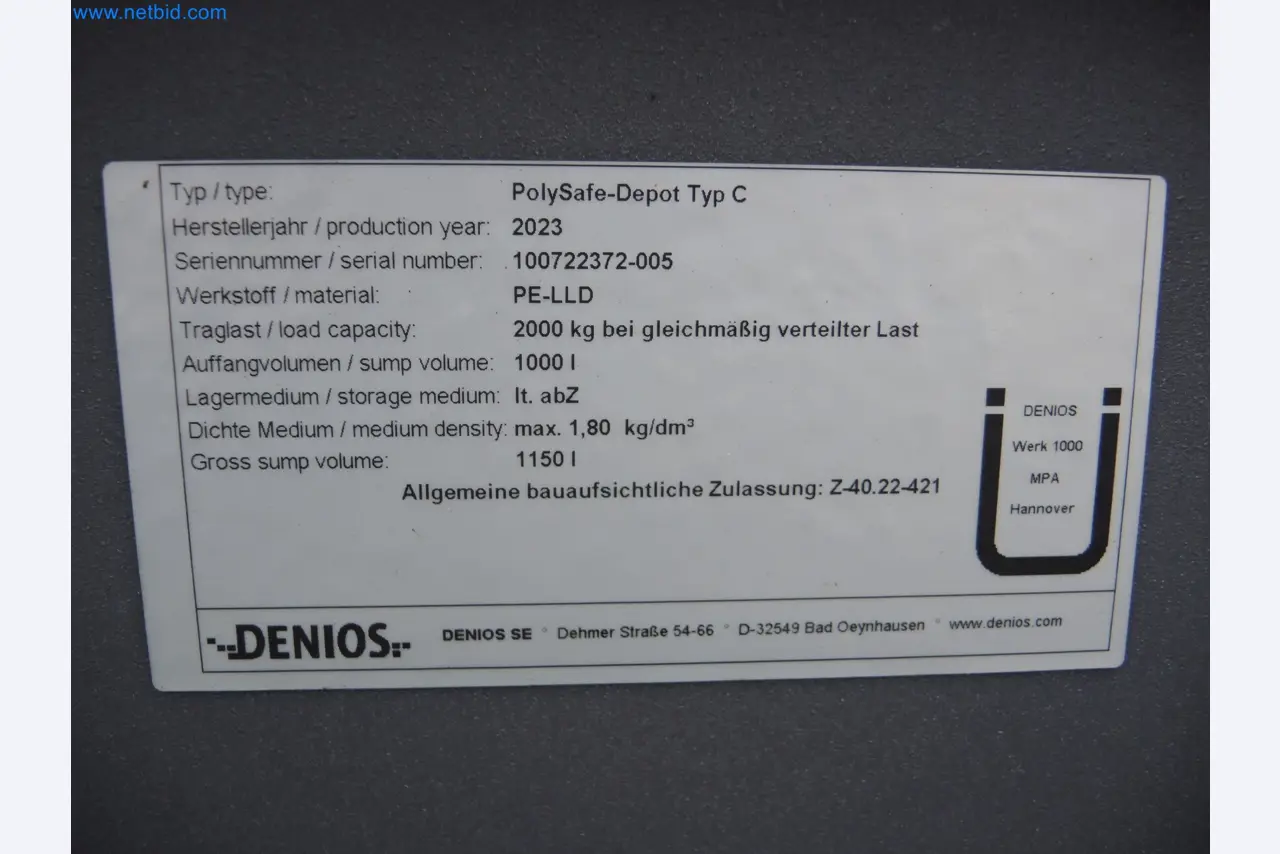 www.netbid.com
Typ / type: PolySafe-Depot Typ C
Herstellerjahr / production year: 2023
Seriennummer / serial number: 100722372-005
Werkstoff / material: PE-LLD
Traglast / load capacity: 2000 kg bei gleichmäßig verteilter Last
Auffangvolumen / sump volume: 1000 l
Lagermedium / storage medium: lt. abZ
Dichte Medium / medium density: max. 1,80 kg/dm³
Gross sump volume: 1150 l
Allgemeine bauaufsichtliche Zulassung: Z-40.22-421
DENIOS
Werk 1000
MPA
Hannover
DENIOS DENIOS SE ° Dehmer Straße 54-66 ° D-32549 Bad Oeynhausen ° www.denios.com